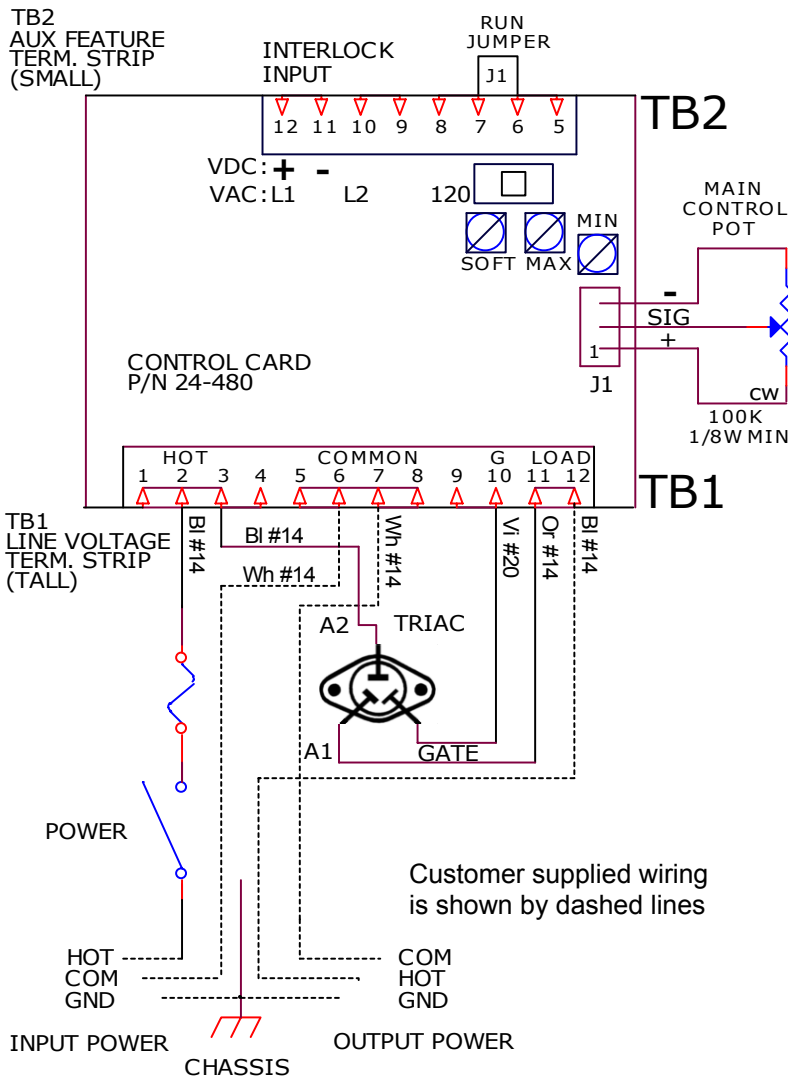 TB2
AUX FEATURE
TERM. STRIP
(SMALL)
INTERLOCK
INPUT
RUN
JUMPER
J1
12 11 10 9 8 7 6 5
TB2
VDC: + -
VAC: L1 L2 120
SOFT MAX MIN
MAIN
CONTROL
POT
-
SIG
+
1
J1
CW
100K
1/8W MIN
CONTROL CARD
P/N 24-480
HOT COMMON G LOAD
1 2 3 4 5 6 7 8 9 10 11 12
TB1
TB1
LINE VOLTAGE
TERM. STRIP
(TALL)
Bl #14
Bl #14
Wh #14
Wh #14
Vi #20
Or #14
Bl #14
A2 TRIAC
A1 GATE
POWER
Customer supplied wiring
is shown by dashed lines
HOT
COM
GND
COM
HOT
GND
INPUT POWER
OUTPUT POWER
CHASSIS